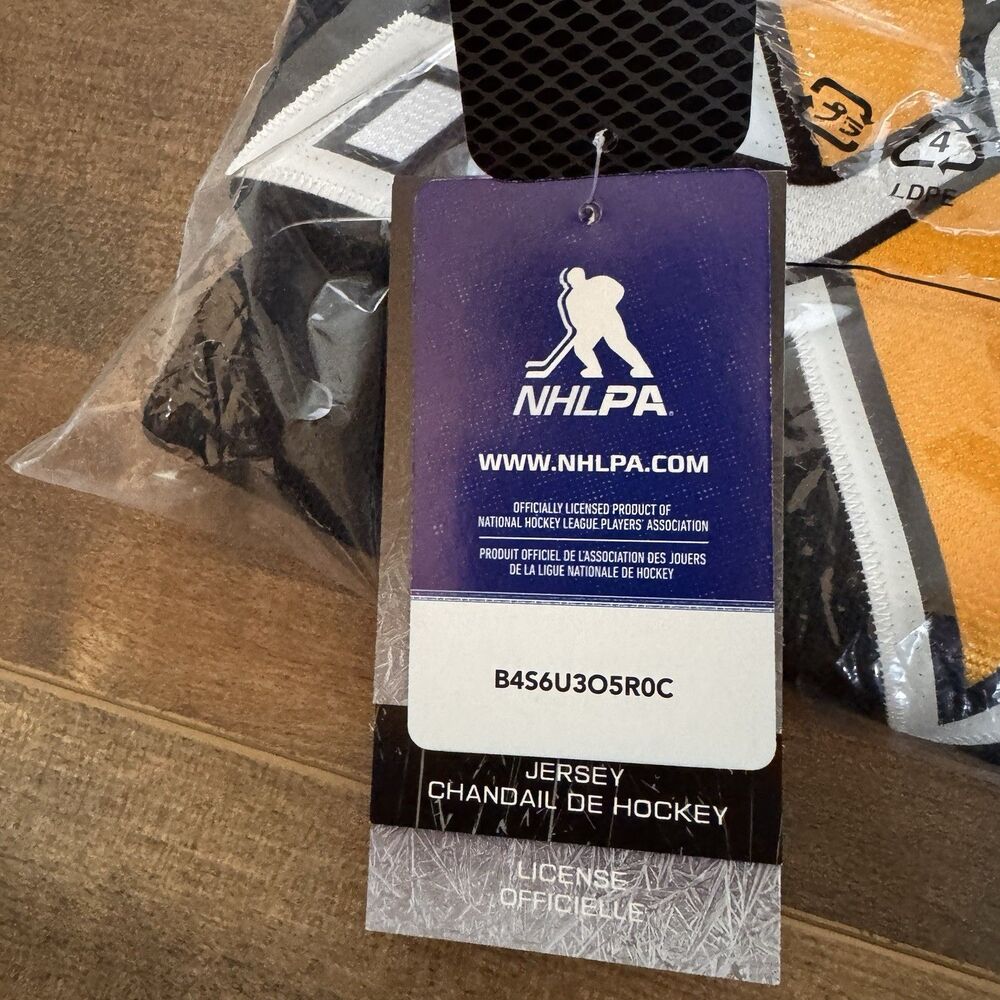 4
LDPE
NHLPA
WWW.NHLPA.COM
OFFICIALLY LICENSED PRODUCT OF
NATIONAL HOCKEY LEAGUE PLAYERS' ASSOCIATION
PRODUIT OFFICIEL DE L'ASSOCIATION DES JOUERS
DE LA LIGUE NATIONALE DE HOCKEY
B4S6U3O5R0C
JERSEY
CHANDAIL DE HOCKEY
LICENSE
OFFICIELLE